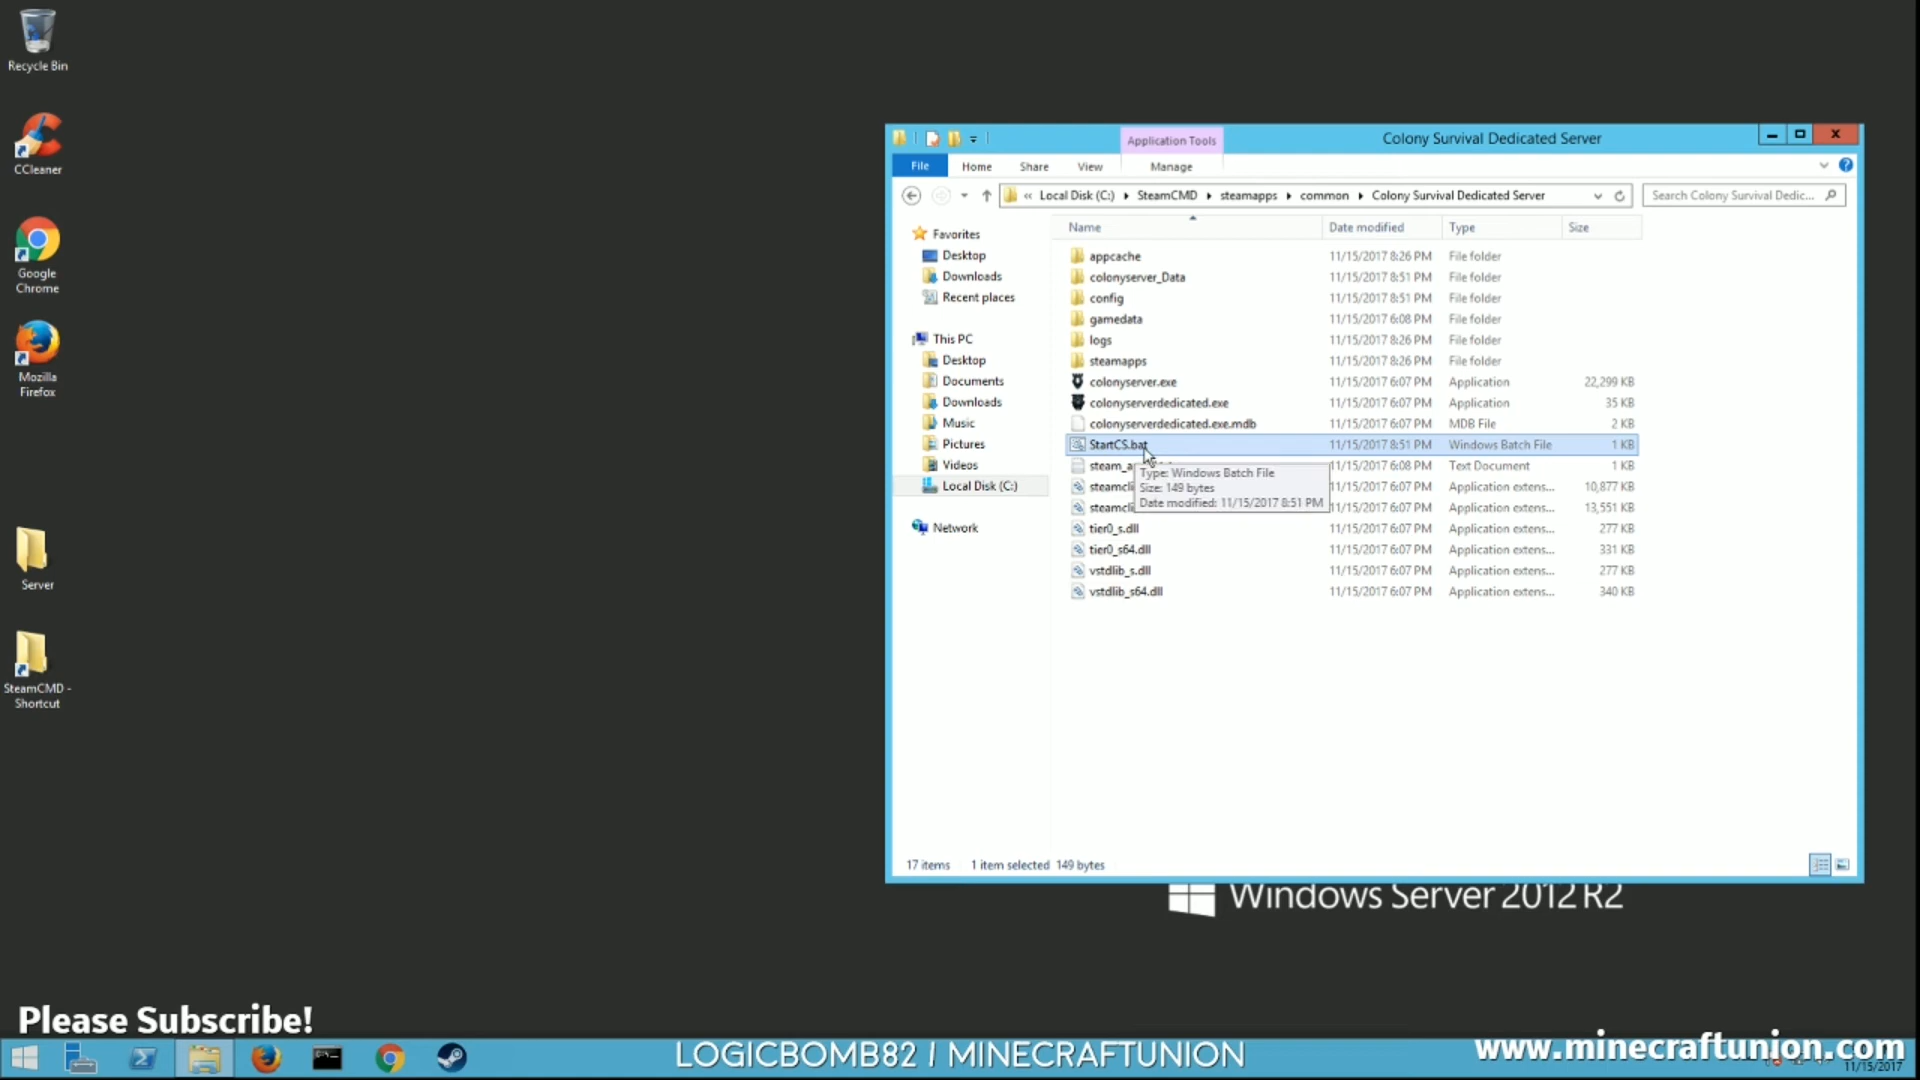 Recycle Bin
CCleaner
Google
Chrome
Mozilla
Firefox
Server
SteamCMD -
Shortcut
Application Tools
Colony Survival Dedicated Server
File Home Share View Manage
« Local Disk (C:) SteamCMD steamapps common Colony Survival Dedicated Server
Search Colony Survival Dedic...
Favorites
Desktop
Downloads
Recent places
This PC
Desktop
Documents
Downloads
Music
Pictures
Videos
Local Disk (C:)
Network
Name Date modified Type Size
appcache 11/15/2017 8:26 PM File folder
colonyserver_Data 11/15/2017 8:51 PM File folder
config 11/15/2017 8:51 PM File folder
gamedata 11/15/2017 6:08 PM File folder
logs 11/15/2017 8:26 PM File folder
steamapps 11/15/2017 8:26 PM File folder
colonyserver.exe 11/15/2017 6:07 PM Application 22,299 KB
colonyserverdedicated.exe 11/15/2017 6:07 PM Application 35 KB
colonyserverdedicated.exe.mdb 11/15/2017 6:07 PM MDB File 2 KB
StartCS.bat 11/15/2017 8:51 PM Windows Batch File 1 KB
steam_a 11/15/2017 6:08 PM Text Document 1 KB
steamcli 11/15/2017 6:07 PM Application extens... 10,877 KB
steamcli 11/15/2017 6:07 PM Application extens... 13,551 KB
tier0_s.dll 11/15/2017 6:07 PM Application extens... 277 KB
tier0_s64.dll 11/15/2017 6:07 PM Application extens... 331 KB
vstdlib_s.dll 11/15/2017 6:07 PM Application extens... 277 KB
vstdlib_s64.dll 11/15/2017 6:07 PM Application extens... 340 KB
Type: Windows Batch File
Size: 149 bytes
Date modified: 11/15/2017 8:51 PM
17 items 1 item selected 149 bytes
Windows Server 2012 R2
Please Subscribe!
LOGICBOMB82 / MINECRAFTUNION
www.minecraftunion.com
11/15/2017